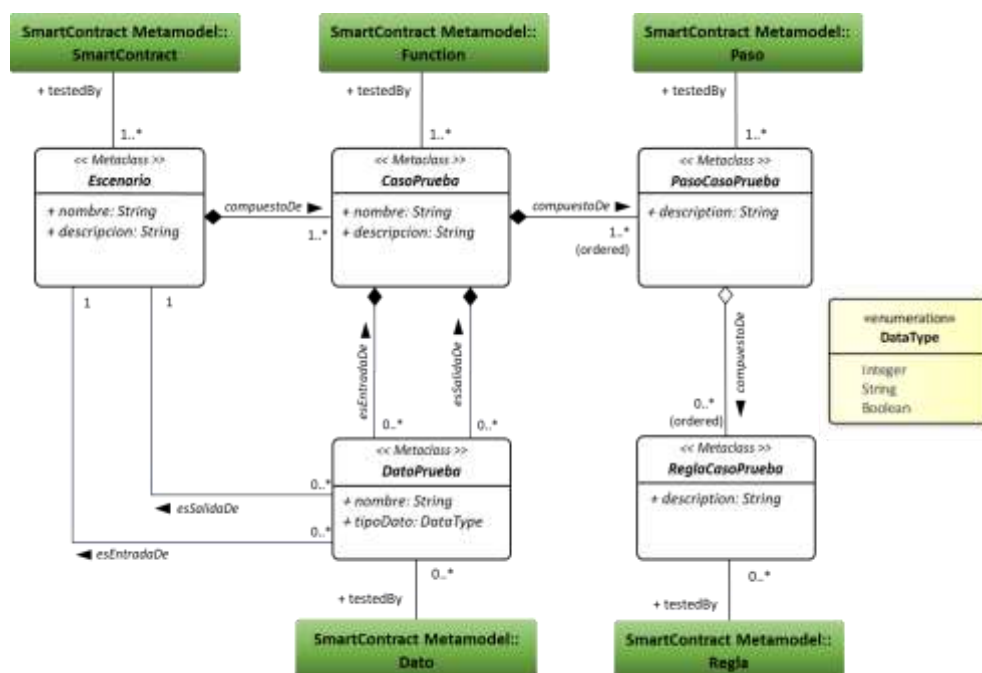 SmartContract Metamodel::
SmartContract
SmartContract Metamodel::
Function
SmartContract Metamodel::
Paso
+ testedBy
+ testedBy
+ testedBy
1..*
1..*
1..*
<< Metaclass >>
Escenario
+ nombre: String
+ descripcion: String
compuestoDe
1..*
<< Metaclass >>
CasoPrueba
+ nombre: String
+ descripcion: String
compuestoDe
1..*
(ordered)
<< Metaclass >>
PasoCasoPrueba
+ description: String
1
1
esEntradaDe
esSalidaDe
compuestoDe
«enumeration»
DataType
Integer
String
Boolean
0..*
0..*
0..*
(ordered)
<< Metaclass >>
DatoPrueba
+ nombre: String
+ tipoDato: DataType
<< Metaclass >>
ReglaCasoPrueba
+ description: String
0..*
esSalidaDe
0..*
esEntradaDe
0..*
0..*
+ testedBy
+ testedBy
SmartContract Metamodel::
Dato
SmartContract Metamodel::
Regla